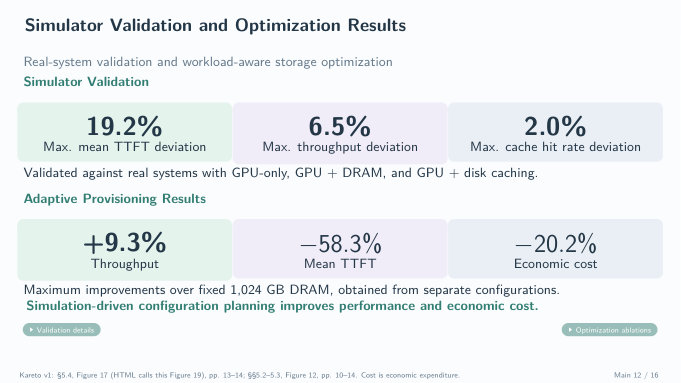 Simulator Validation and Optimization Results
Real-system validation and workload-aware storage optimization
Simulator Validation
19.2% 6.5% 2.0%
Max. mean TTFT deviation Max. throughput deviation Max. cache hit rate deviation
Validated against real systems with GPU-only, GPU + DRAM, and GPU + disk caching.
Adaptive Provisioning Results
+9.3% −58.3% −20.2%
Throughput Mean TTFT Economic cost
Maximum improvements over fixed 1,024 GB DRAM, obtained from separate configurations.
Simulation-driven configuration planning improves performance and economic cost.
Validation details Optimization ablations
Kareto v1: §5.4, Figure 17 (HTML calls this Figure 19), pp. 13–14; §§5.2–5.3, Figure 12, pp. 10–14. Cost is economic expenditure. Main 12 / 16